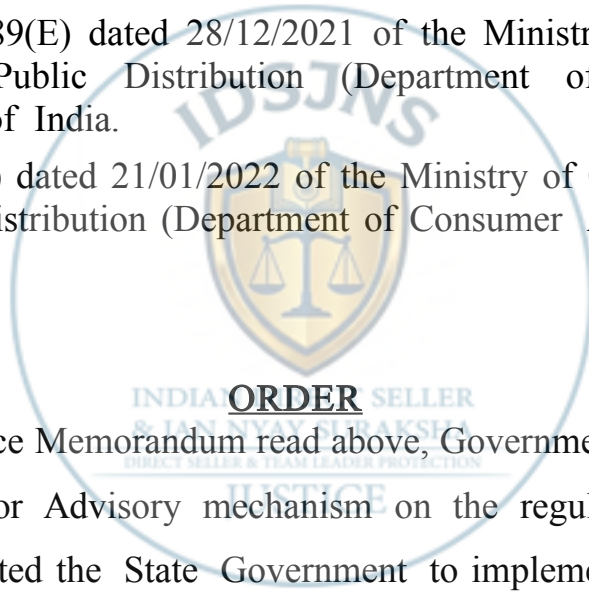 39(E) dated 28/12/2021 of the Ministr
Public Distribution (Department of
of India.
) dated 21/01/2022 of the Ministry of
istribution (Department of Consumer
IDSJNS
ORDER
INDIAN SELLER
& JAN NYAY SURAKSHA
ce Memorandum read above, Governme
DIRECT SELLER & TEAM LEADER PROTECTION
or Advisory mechanism on the regul
JUSTICE
ted the State Government to impleme